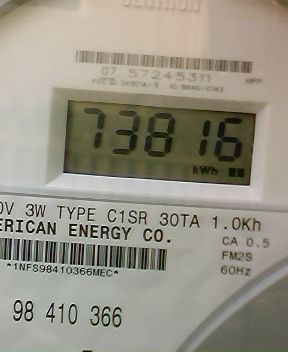 CENTRON
07 57245311
73816
kWh
0V 3W TYPE C1SR 30TA 1.0Kh
ERICAN ENERGY CO.
CA 0.5
FM2S
60Hz
*1NFS98410366MEC*
98 410 366